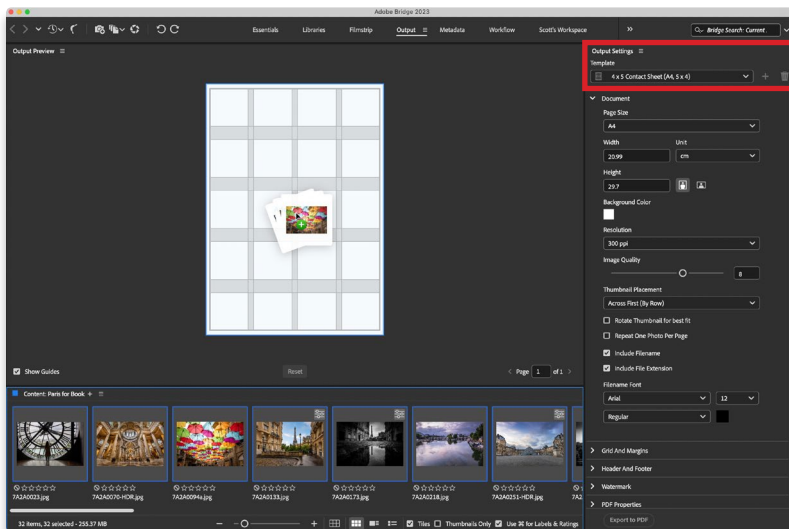 Adobe Bridge 2023
Essentials Libraries Filmstrip Output Metadata Workflow Scott's Workspace » Bridge Search: Current
Output Preview
Output Settings
Template
4 x 5 Contact Sheet (A4, 5 x 4)
Document
Page Size
A4
Width Unit
20.99 cm
Height
29.7
Background Color
Resolution
300 ppi
Image Quality
8
Thumbnail Placement
Across First (By Row)
Rotate Thumbnail for best fit
Repeat One Photo Per Page
Include Filename
Include File Extension
Filename Font
Arial 12
Regular
Grid And Margins
Header And Footer
Watermark
PDF Properties
Export to PDF
Show Guides Reset Page 1 of 1
Content: Paris for Book
7A2A0023.jpg 7A2A0070-HDR.jpg 7A2A0094a.jpg 7A2A0133.jpg 7A2A0173.jpg 7A2A0218.jpg 7A2A0251-HDR.jpg 7A2
32 items, 32 selected - 255.37 MB Tiles Thumbnails Only Use ⌘ for Labels & Ratings